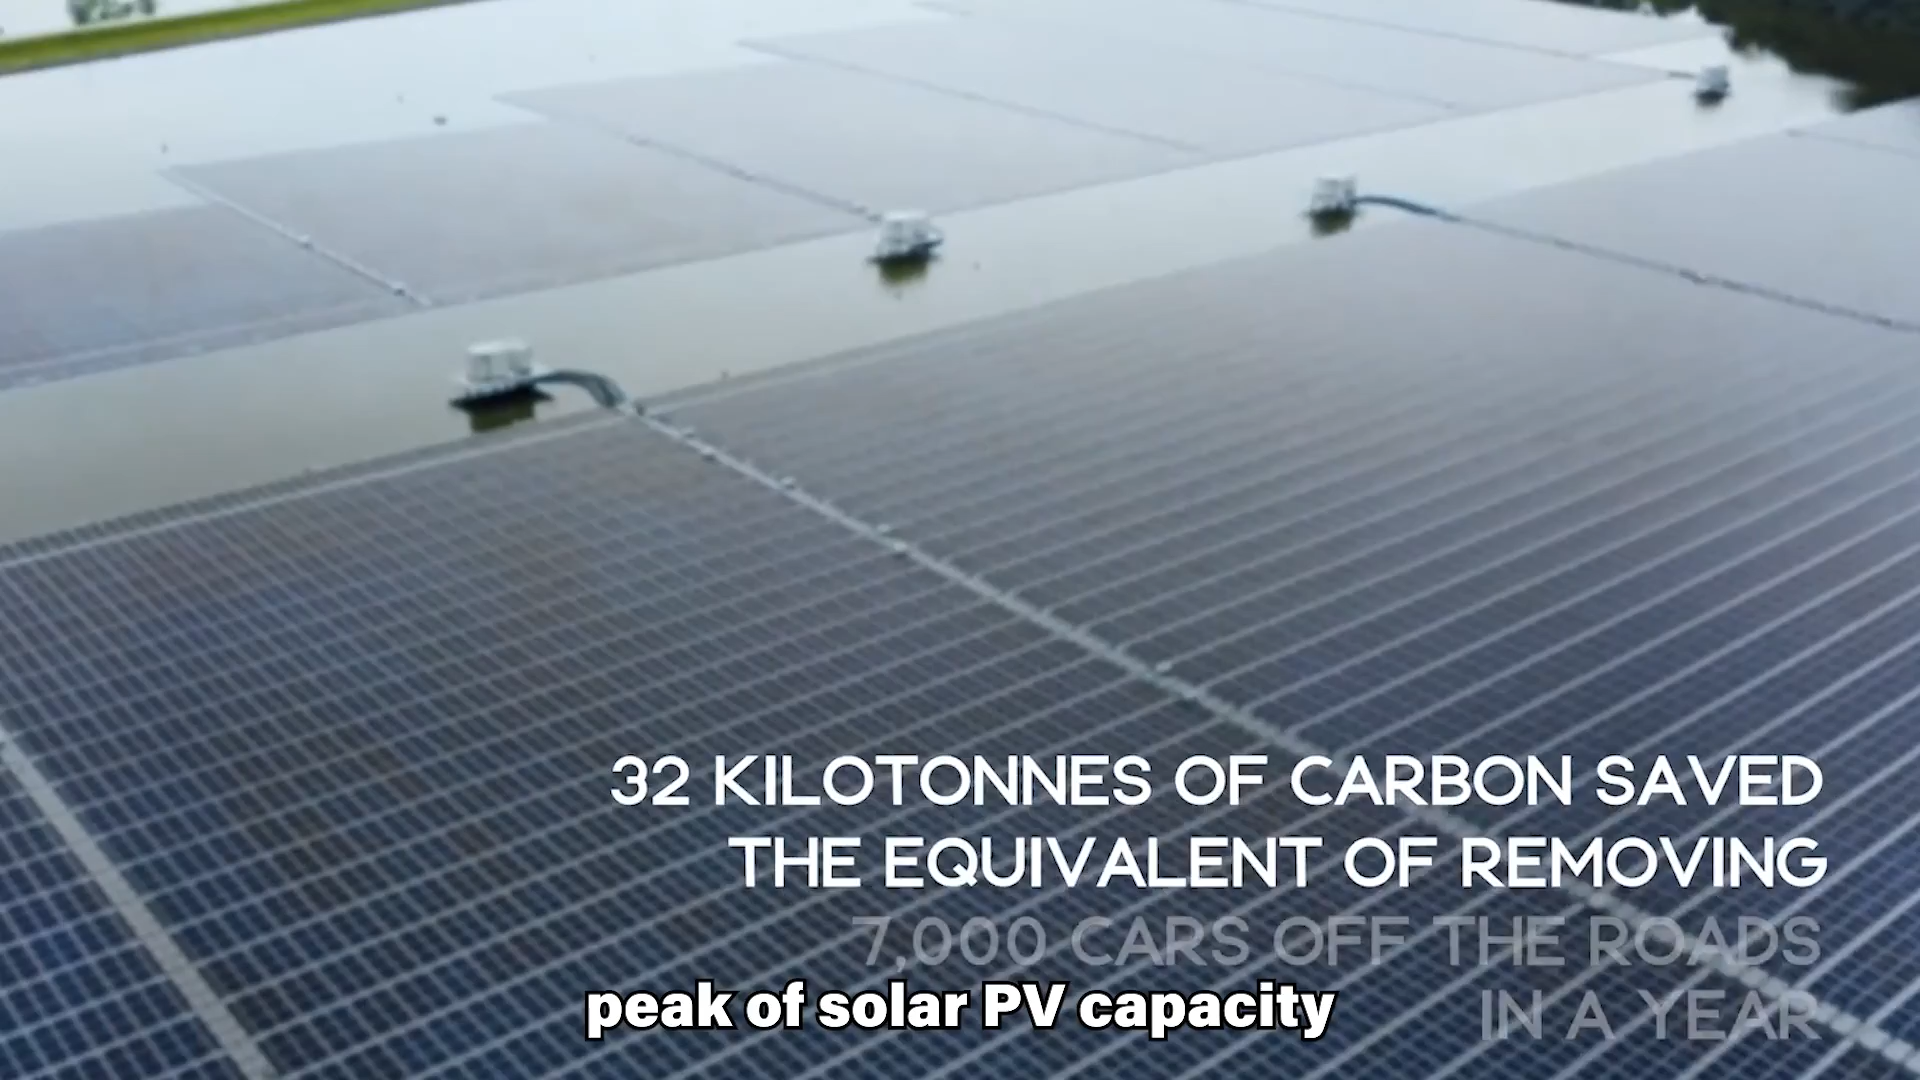 32 KILOTONNES OF CARBON SAVED
THE EQUIVALENT OF REMOVING
7,000 CARS OFF THE ROADS
IN A YEAR
peak of solar PV capacity